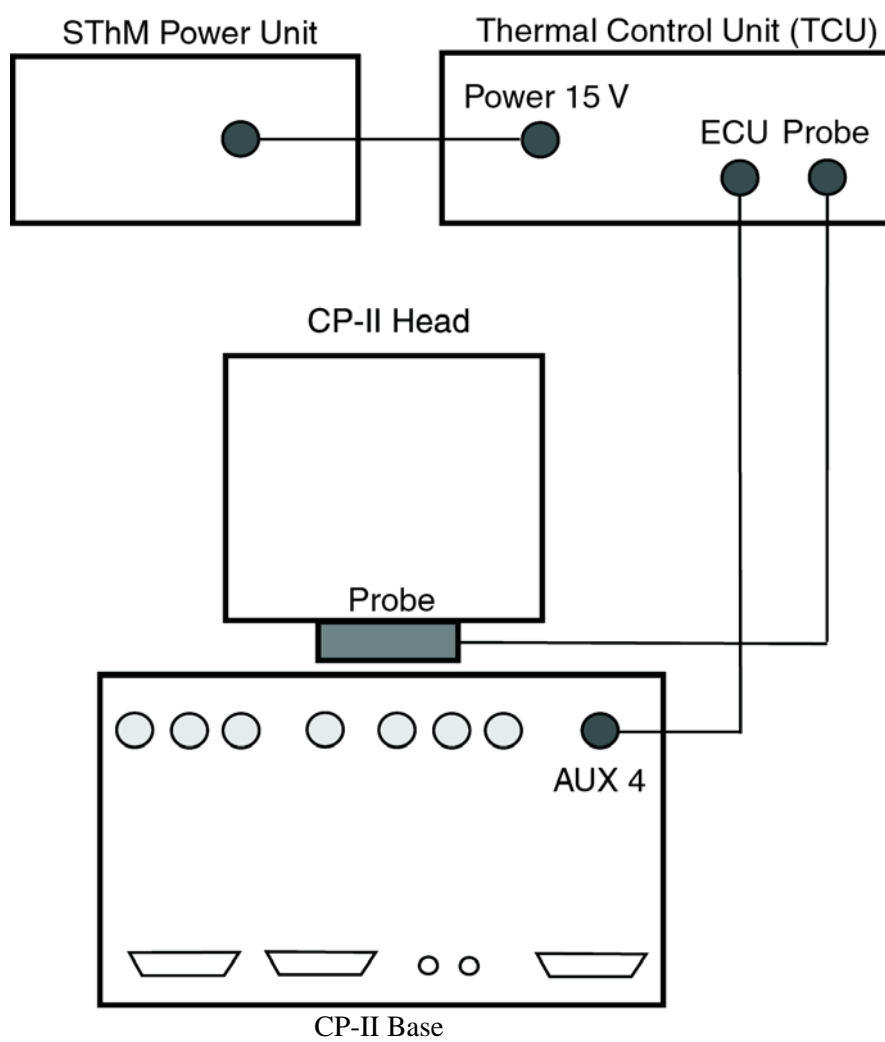 SThM Power Unit
Thermal Control Unit (TCU)
Power 15 V
ECU
Probe
CP-II Head
Probe
AUX 4
CP-II Base